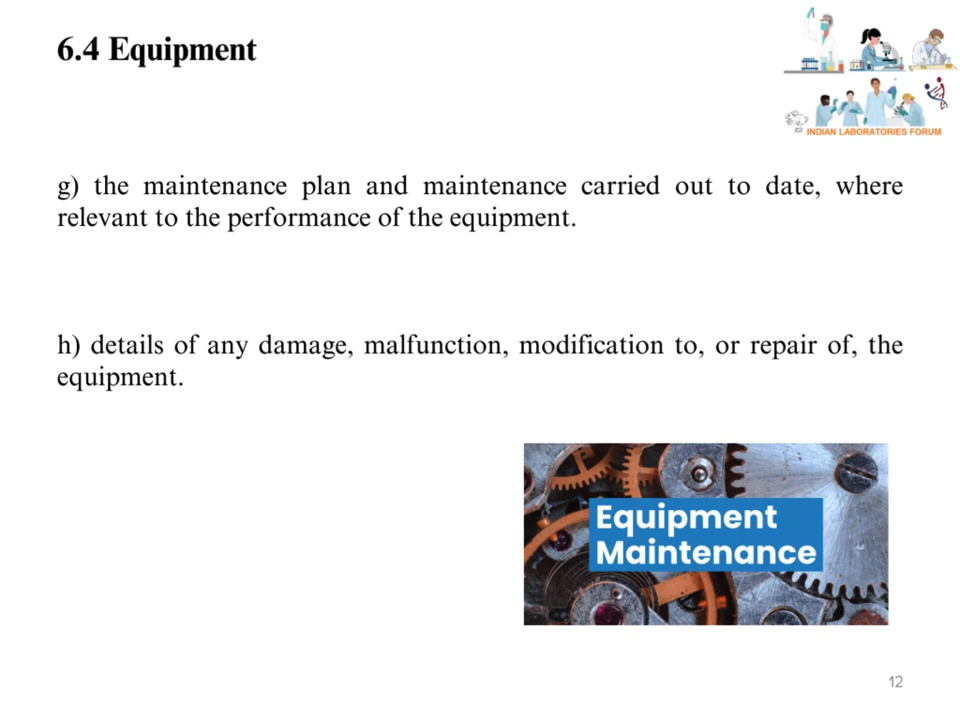 6.4 Equipment
INDIAN LABORATORIES FORUM
g) the maintenance plan and maintenance carried out to date, where
relevant to the performance of the equipment.
h) details of any damage, malfunction, modification to, or repair of, the
equipment.
Equipment
Maintenance
12